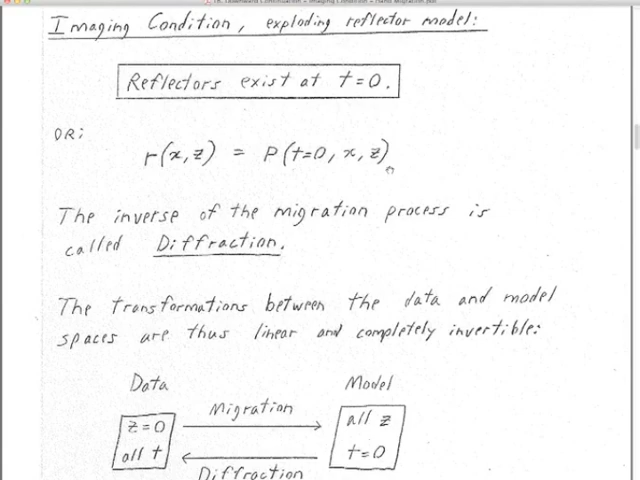 Imaging Condition, exploding reflector model:
Reflectors exist at t=0.
OR:
r(x,z) = P(t=0, x, z)
The inverse of the migration process is
called Diffraction.
The transformations between the data and model
spaces are thus linear and completely invertible:
Data
Model
Migration
z=0
all t
all z
t=0
Diffraction